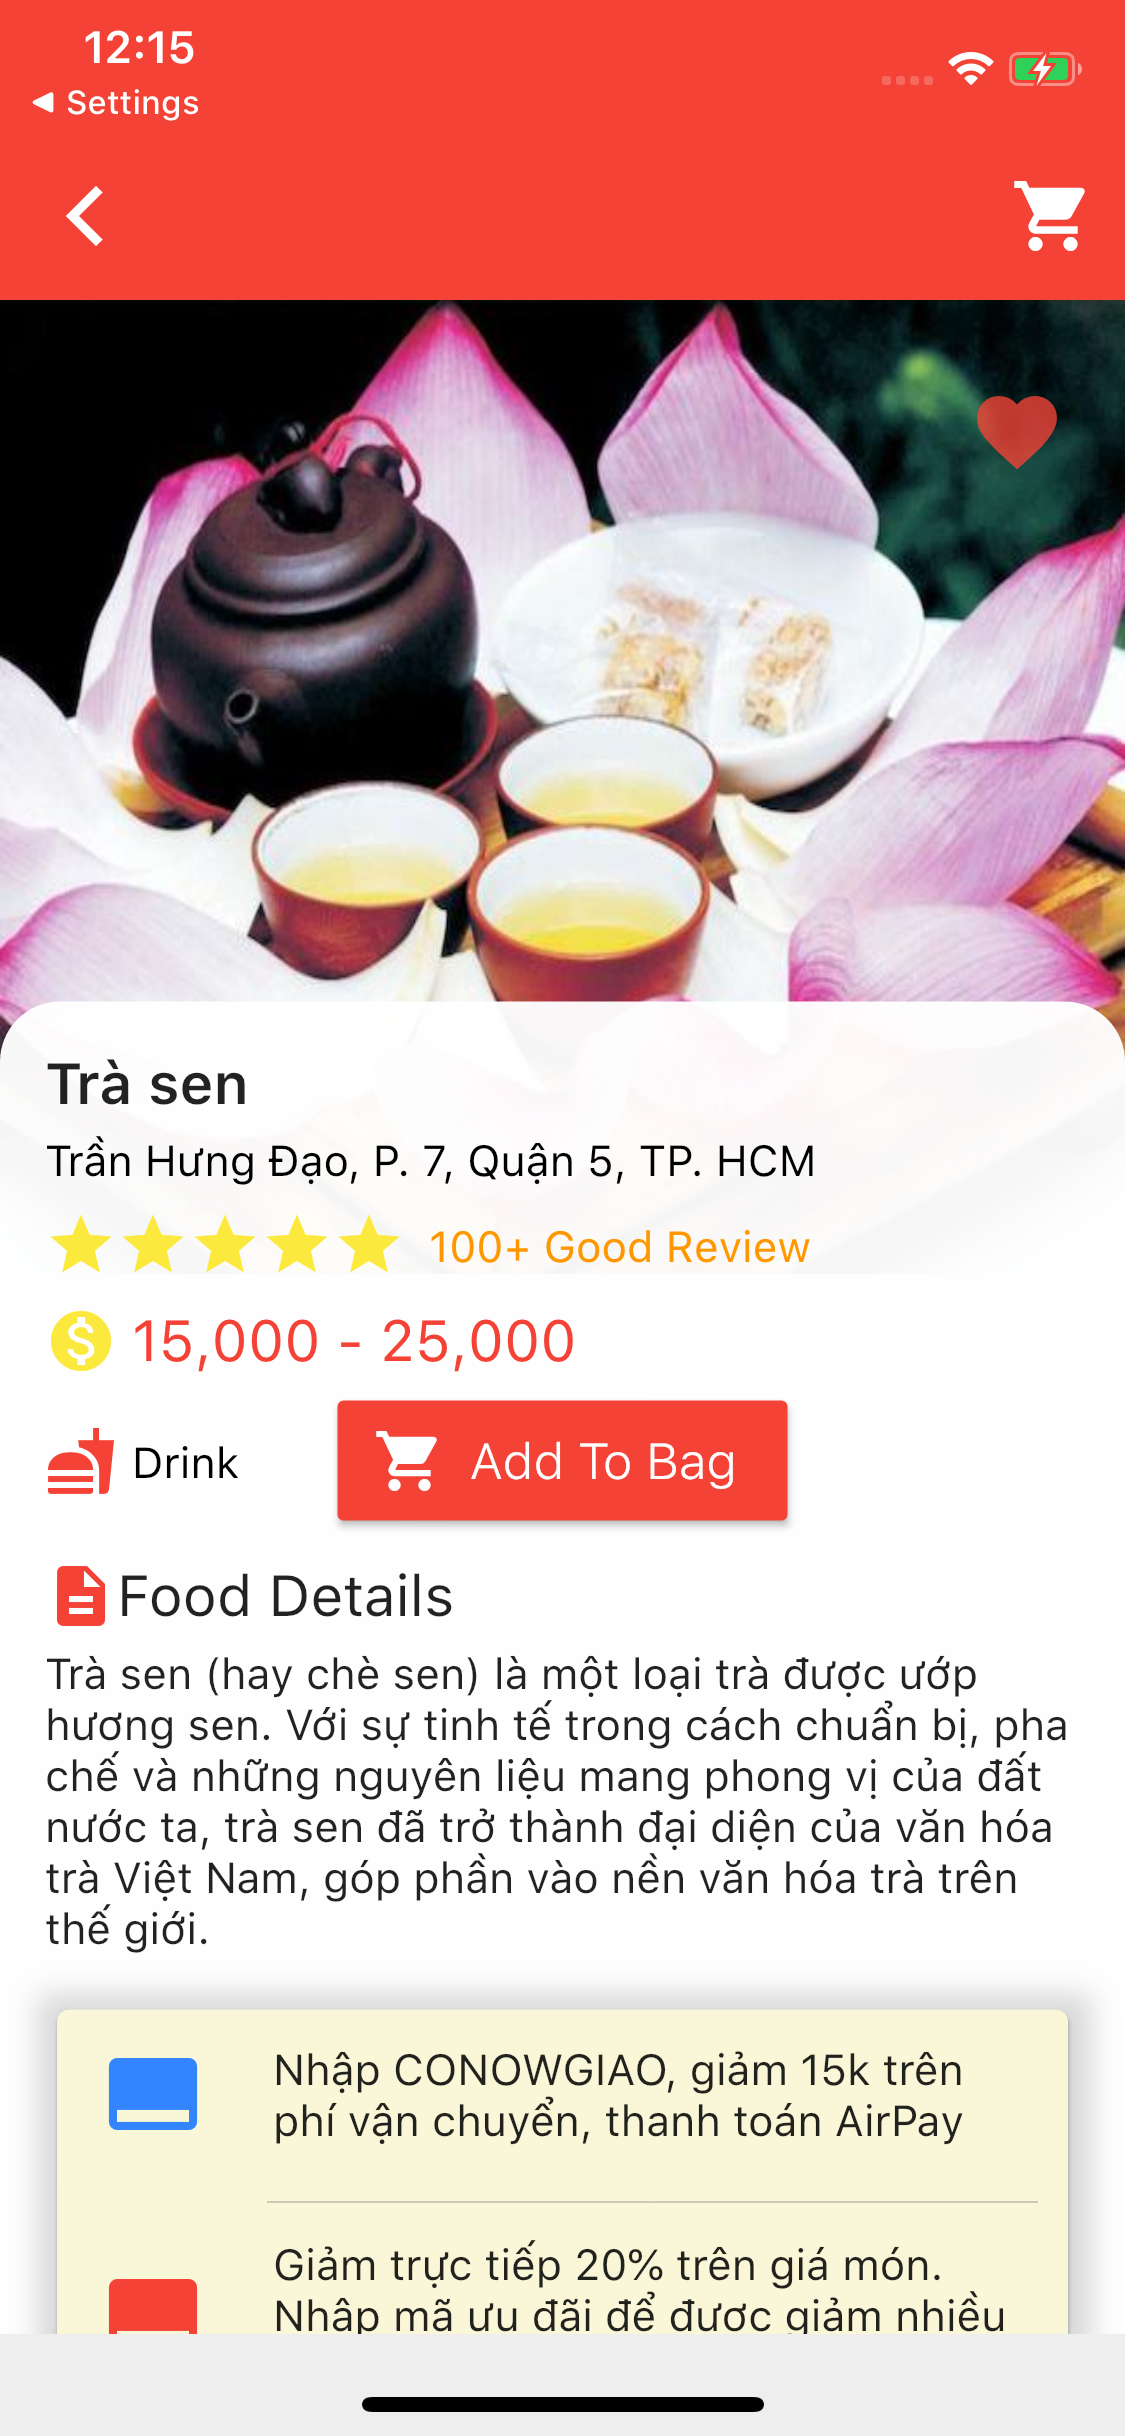 12:15
Settings
Trà sen
Trần Hưng Đạo, P. 7, Quận 5, TP. HCM
100+ Good Review
15,000 - 25,000
Drink
Add To Bag
Food Details
Trà sen (hay chè sen) là một loại trà được ướp
hương sen. Với sự tinh tế trong cách chuẩn bị, pha
chế và những nguyên liệu mang phong vị của đất
nước ta, trà sen đã trở thành đại diện của văn hóa
trà Việt Nam, góp phần vào nền văn hóa trà trên
thế giới.
Nhập CONOWGIAO, giảm 15k trên
phí vận chuyển, thanh toán AirPay
Giảm trực tiếp 20% trên giá món.
Nhập mã ưu đãi để được giảm nhiều